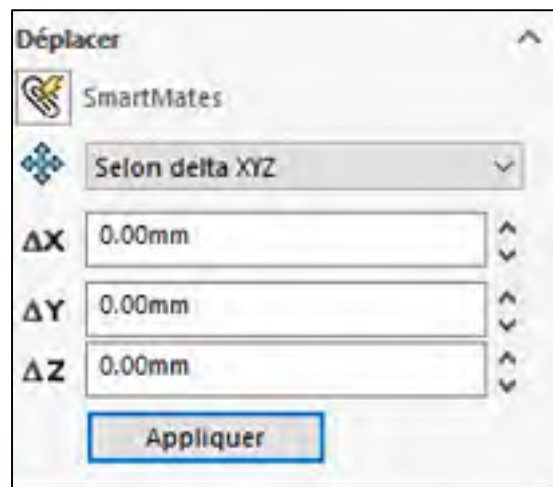 Déplacer
SmartMates
Selon delta XYZ
ΔX 0.00mm
ΔY 0.00mm
ΔZ 0.00mm
Appliquer